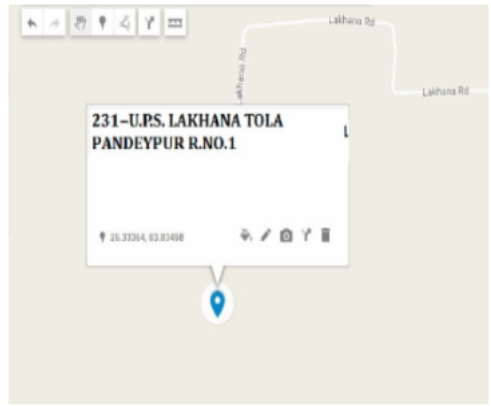 Lakhana Rd
Lakhana Rd
Lakhana Rd
231-U.P.S. LAKHANA TOLA
PANDEYPUR R.NO.1
L